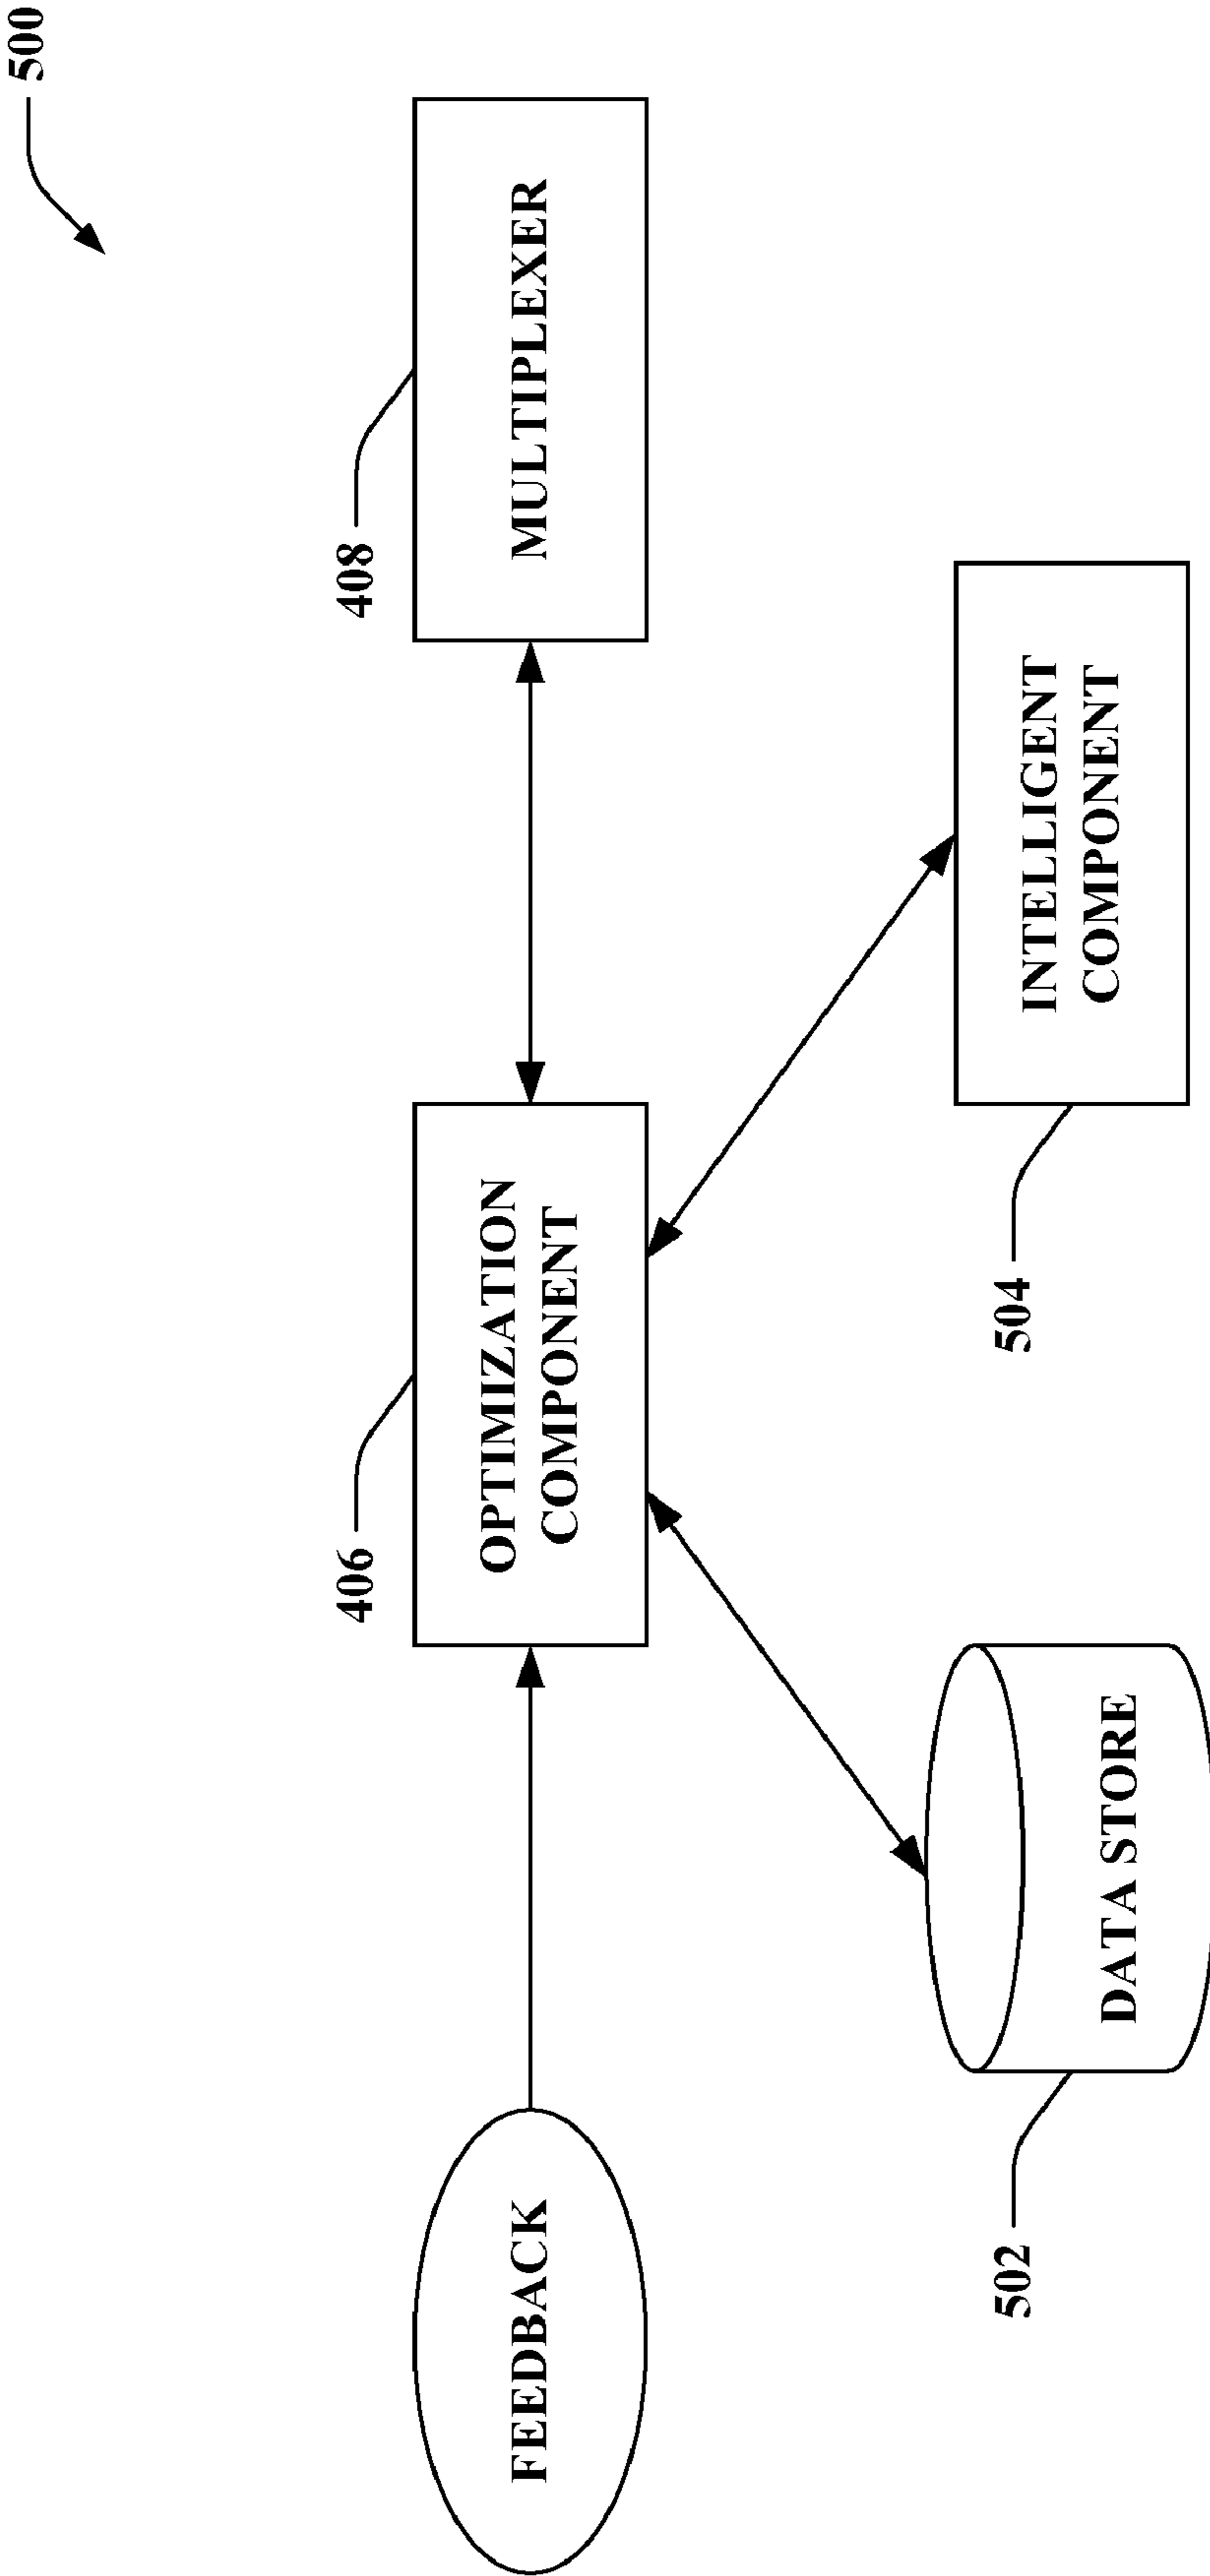 500
406
408
FEEDBACK
OPTIMIZATION
COMPONENT
MULTIPLEXER
502
504
DATA STORE
INTELLIGENT
COMPONENT